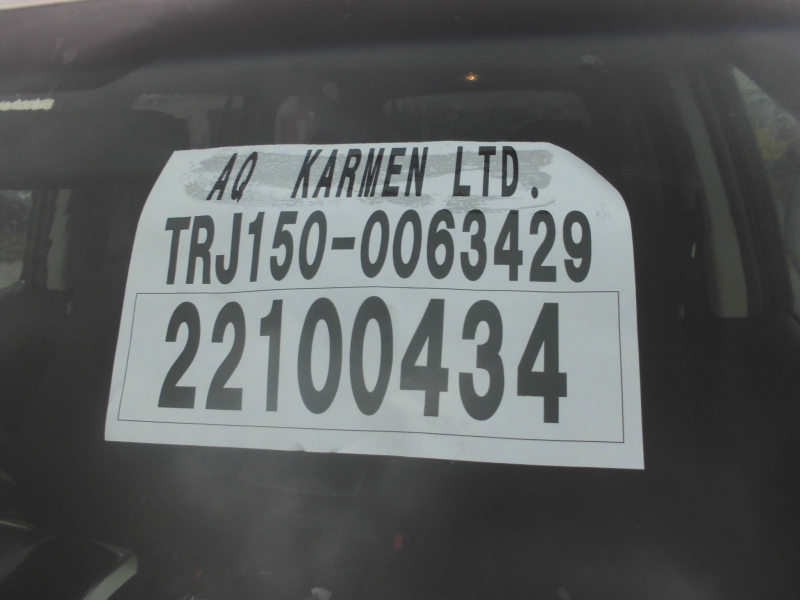 AQ KARMEN LTD.
TRJ150-0063429
22100434